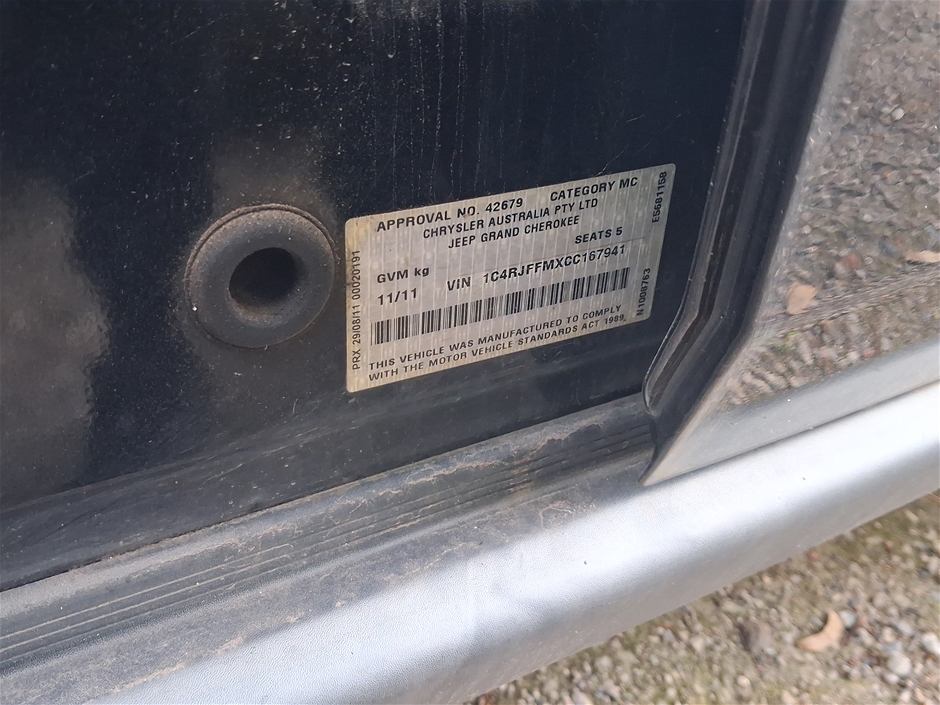 APPROVAL NO. 42679 CATEGORY MC
CHRYSLER AUSTRALIA PTY LTD
JEEP GRAND CHEROKEE
SEATS 5
GVM kg
11/11 VIN 1C4RJFFMXCC167941
THIS VEHICLE WAS MANUFACTURED TO COMPLY
WITH THE MOTOR VEHICLE STANDARDS ACT 1989.
PRX 29/08/11 00020191
E5681158
N1008763